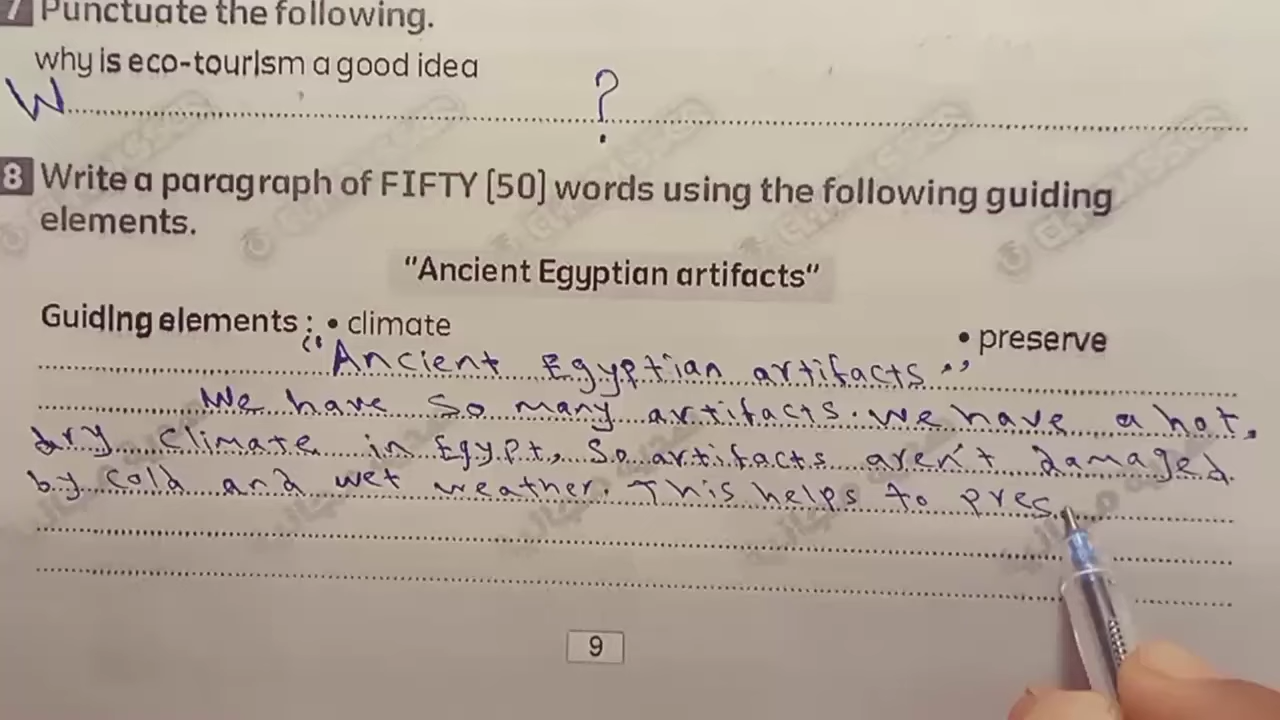 7 Punctuate the following.
why is eco-tourism a good idea
W ?
8 Write a paragraph of FIFTY [50] words using the following guiding
elements.
"Ancient Egyptian artifacts"
Guiding elements : • climate • preserve
"Ancient Egyptian artifacts"
We have so many artifacts. We have a hot,
dry climate in Egypt, so artifacts aren't damaged
by cold and wet weather. This helps to pres
9